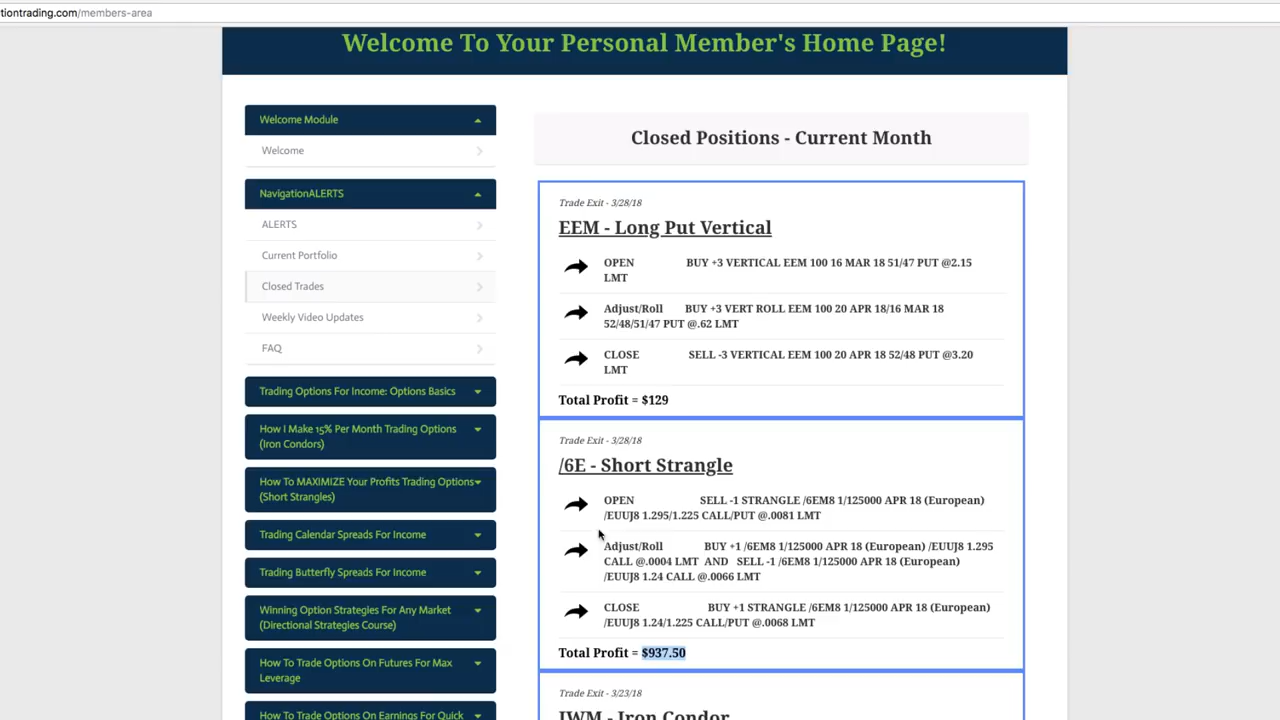 tiontrading.com/members-area
Welcome To Your Personal Member's Home Page!
Welcome Module
Welcome
NavigationALERTS
ALERTS
Current Portfolio
Closed Trades
Weekly Video Updates
FAQ
Trading Options For Income: Options Basics
How I Make 15% Per Month Trading Options
(Iron Condors)
How To MAXIMIZE Your Profits Trading Options
(Short Strangles)
Trading Calendar Spreads For Income
Trading Butterfly Spreads For Income
Winning Option Strategies For Any Market
(Directional Strategies Course)
How To Trade Options On Futures For Max
Leverage
How To Trade Options On Earnings For Quick
Closed Positions - Current Month
Trade Exit - 3/28/18
EEM - Long Put Vertical
OPEN BUY +3 VERTICAL EEM 100 16 MAR 18 51/47 PUT @2.15
LMT
Adjust/Roll BUY +3 VERT ROLL EEM 100 20 APR 18/16 MAR 18
52/48/51/47 PUT @.62 LMT
CLOSE SELL -3 VERTICAL EEM 100 20 APR 18 52/48 PUT @3.20
LMT
Total Profit = $129
Trade Exit - 3/28/18
/6E - Short Strangle
OPEN SELL -1 STRANGLE /6EM8 1/125000 APR 18 (European)
/EUUJ8 1.295/1.225 CALL/PUT @.0081 LMT
Adjust/Roll BUY +1 /6EM8 1/125000 APR 18 (European) /EUUJ8 1.295
CALL @.0004 LMT AND SELL -1 /6EM8 1/125000 APR 18 (European)
/EUUJ8 1.24 CALL @.0066 LMT
CLOSE BUY +1 STRANGLE /6EM8 1/125000 APR 18 (European)
/EUUJ8 1.24/1.225 CALL/PUT @.0068 LMT
Total Profit = $937.50
Trade Exit - 3/23/18
IWM - Iron Condor